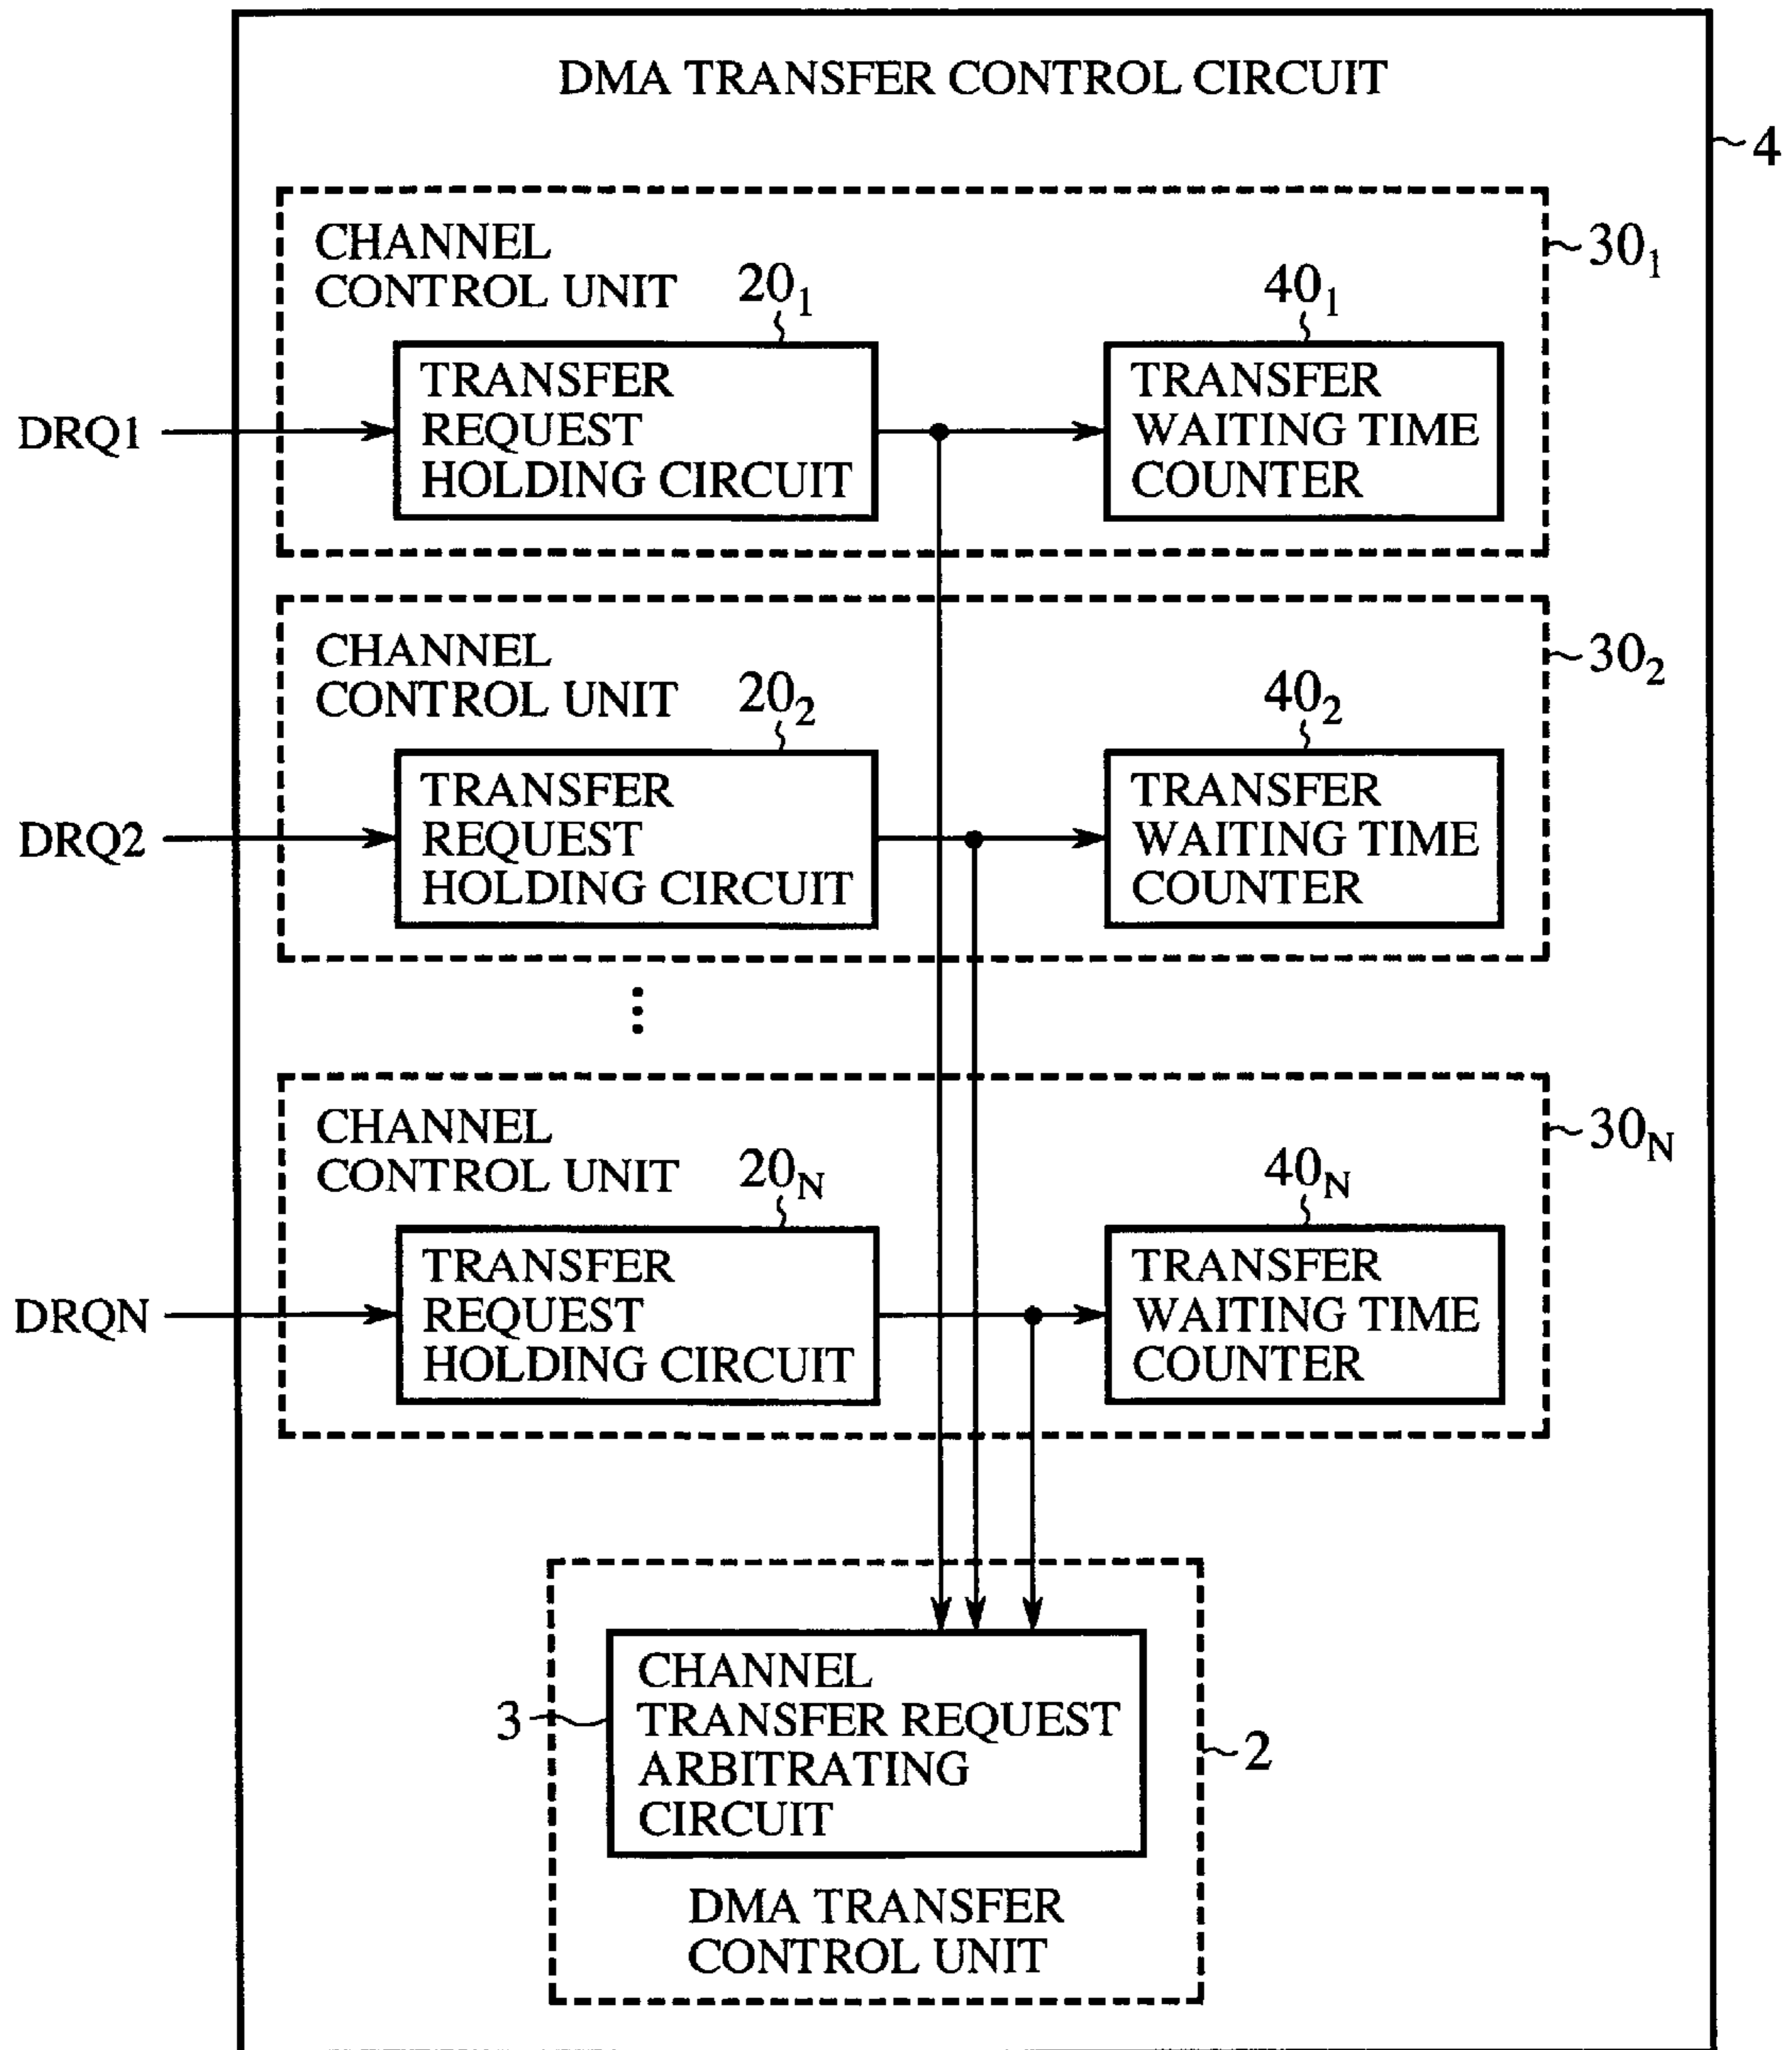 DMA TRANSFER CONTROL CIRCUIT
4
CHANNEL
CONTROL UNIT
30₁
20₁
40₁
DRQ1
TRANSFER
REQUEST
HOLDING CIRCUIT
TRANSFER
WAITING TIME
COUNTER
CHANNEL
CONTROL UNIT
30₂
20₂
40₂
DRQ2
TRANSFER
REQUEST
HOLDING CIRCUIT
TRANSFER
WAITING TIME
COUNTER
⋮
CHANNEL
CONTROL UNIT
30N
20N
40N
DRQN
TRANSFER
REQUEST
HOLDING CIRCUIT
TRANSFER
WAITING TIME
COUNTER
3
CHANNEL
TRANSFER REQUEST
ARBITRATING
CIRCUIT
2
DMA TRANSFER
CONTROL UNIT